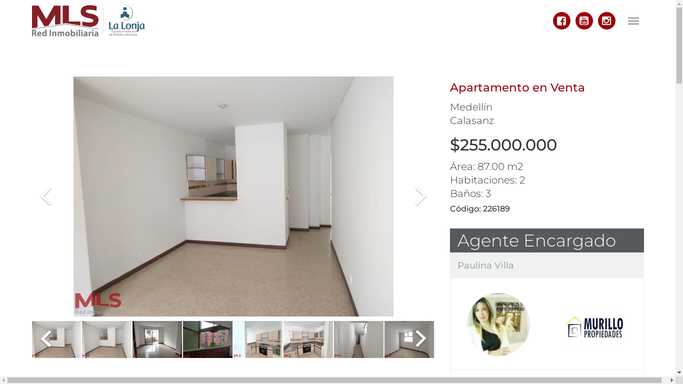 MLS
Red Inmobiliaria
La Lonja
Apartamento en Venta
Medellín
Calasanz
$255.000.000
Área: 87.00 m2
Habitaciones: 2
Baños: 3
Código: 226189
MLS
Agente Encargado
Paulina Villa
MURILLO
PROPIEDADES